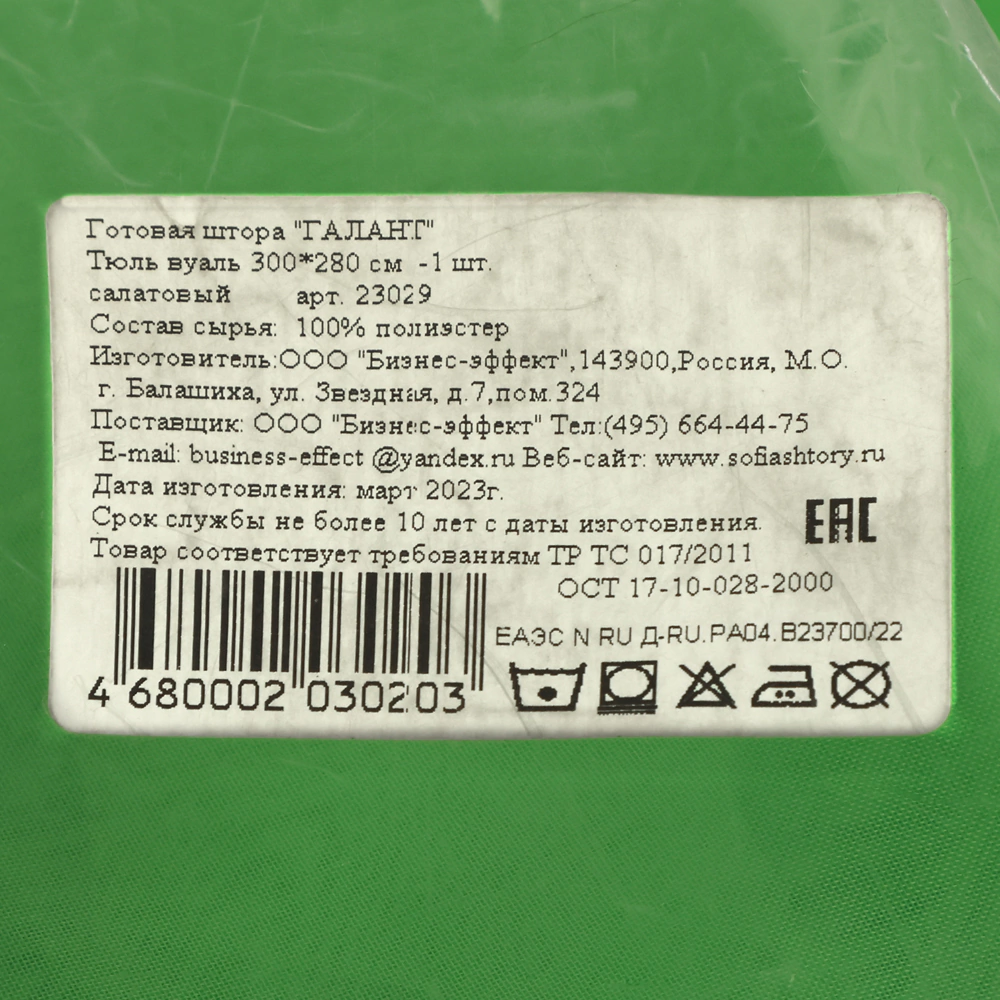 Готовая штора "ГАЛАНТ"
Тюль вуаль 300*280 см -1 шт.
салатовый арт. 23029
Состав сырья: 100% полиэстер
Изготовитель:ООО "Бизнес-эффект",143900,Россия, М.О.
г. Балашиха, ул. Звездная, д.7,пом.324
Поставщик: ООО "Бизнес-эффект" Тел:(495) 664-44-75
E-mail: business-effect @yandex.ru Веб-сайт: www.sofiashtory.ru
Дата изготовления: март 2023г.
Срок службы не более 10 лет с даты изготовления.
EAC
Товар соответствует требованиям ТР ТС 017/2011
ОСТ 17-10-028-2000
ЕАЭС N RU Д-RU.РА04.В23700/22
4 680002 030203